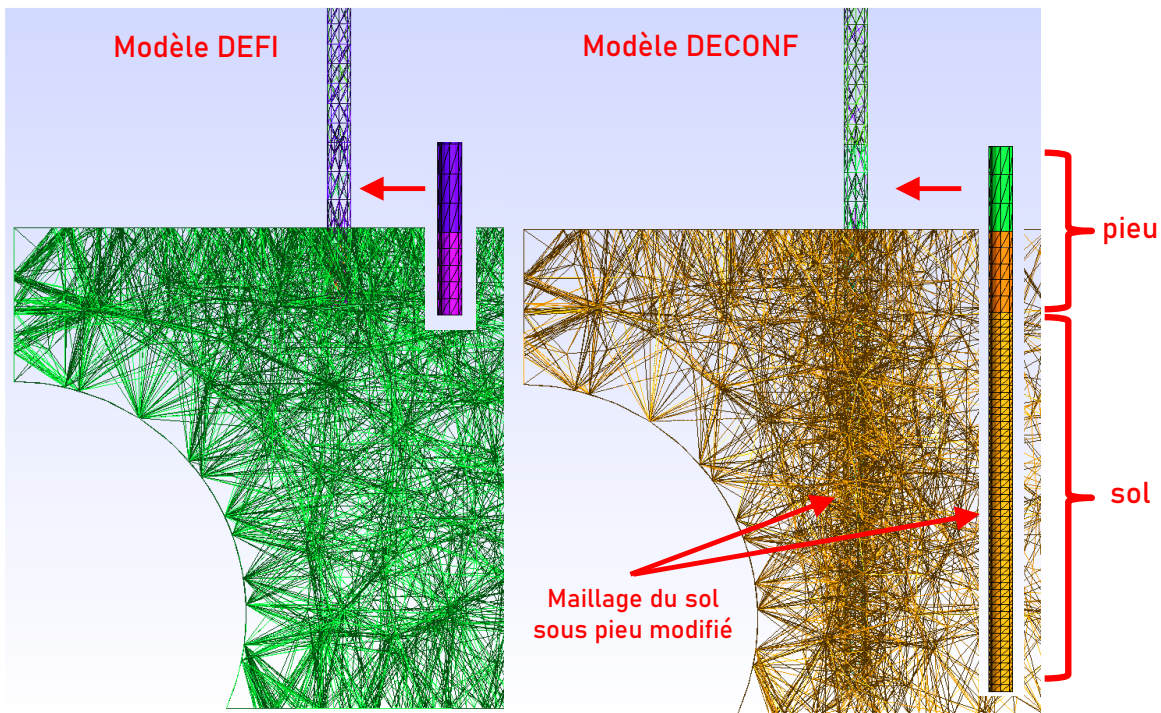 Modèle DEFI
Modèle DECONF
pieu
sol
Maillage du sol
sous pieu modifié